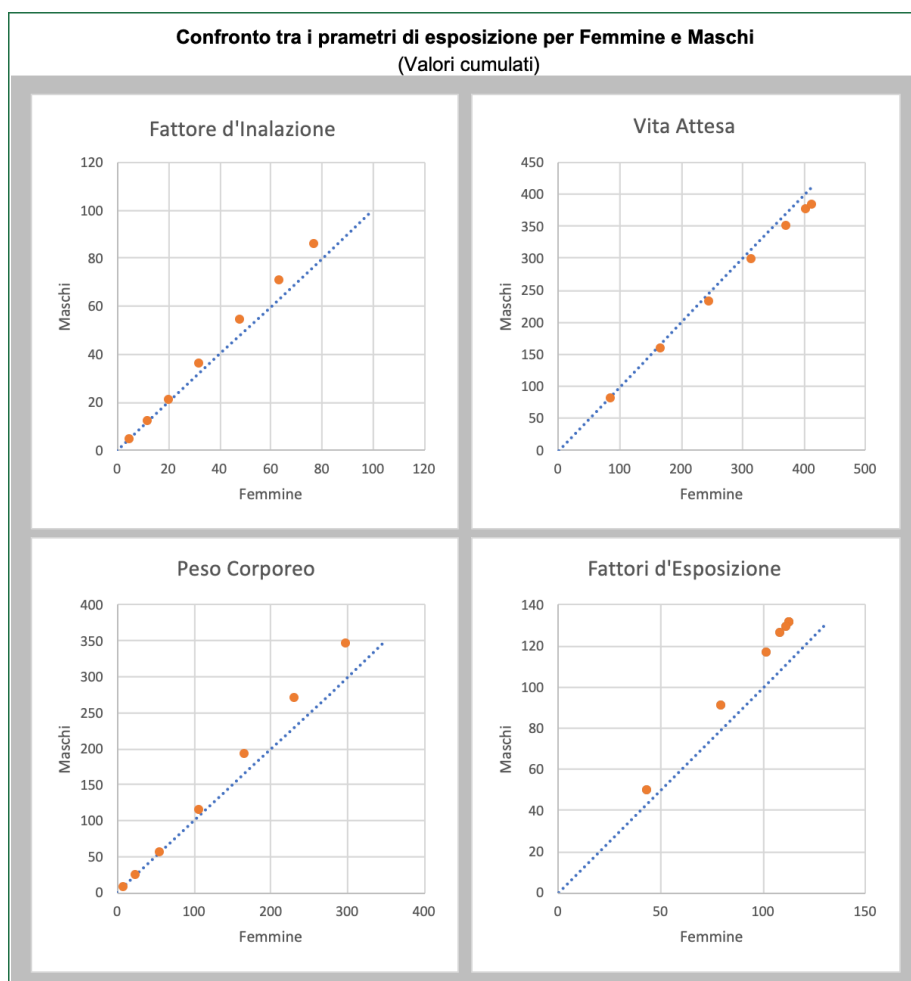 Confronto tra i prametri di esposizione per Femmine e Maschi
(Valori cumulati)
Fattore d'Inalazione
120
100
80
60
40
20
0
Maschi
0 20 40 60 80 100 120
Femmine
Vita Attesa
450
400
350
300
250
200
150
100
50
0
Maschi
0 100 200 300 400 500
Femmine
Peso Corporeo
400
350
300
250
200
150
100
50
0
Maschi
0 100 200 300 400
Femmine
Fattori d'Esposizione
140
120
100
80
60
40
20
0
Maschi
0 50 100 150
Femmine